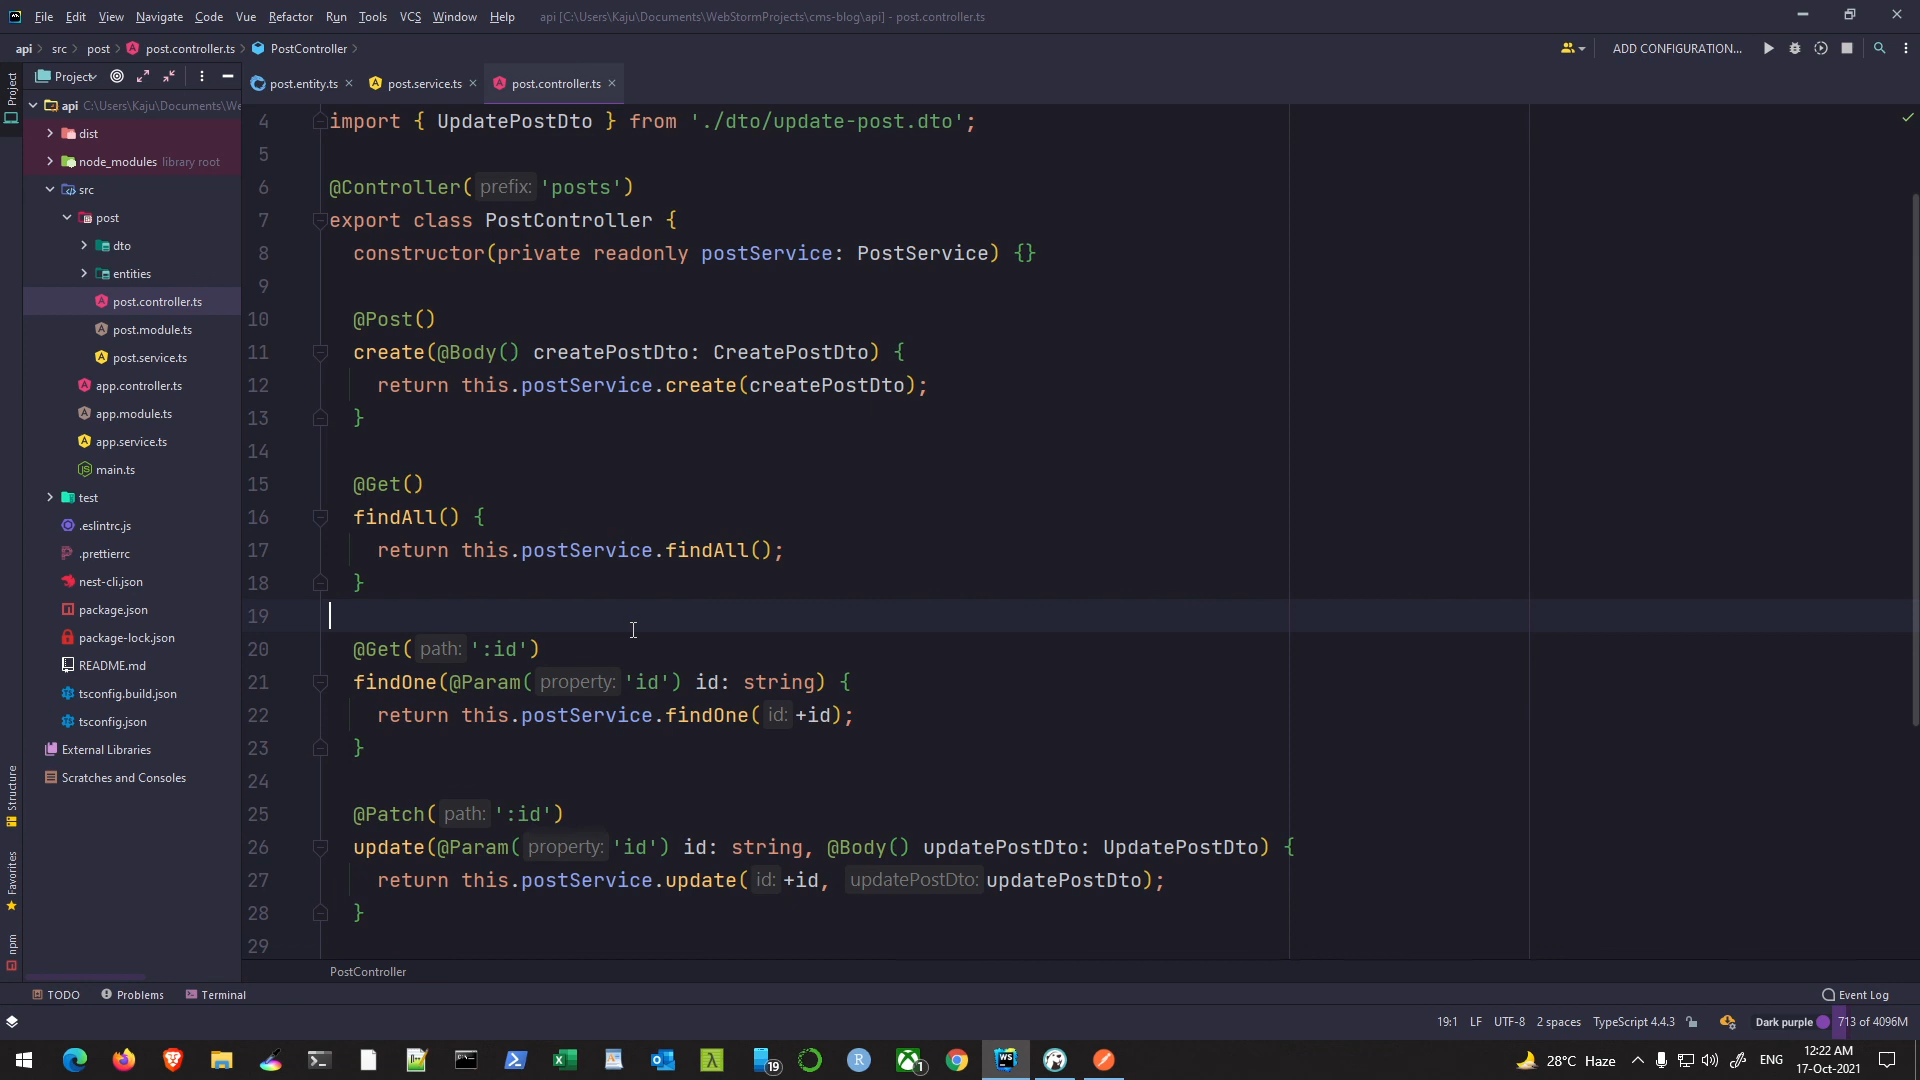 File Edit View Navigate Code Vue Refactor Run Tools VCS Window Help api [C:\Users\Kaju\Documents\WebStormProjects\cms-blog\api] - post.controller.ts
api src post post.controller.ts PostController ADD CONFIGURATION...
Project
post.entity.ts post.service.ts post.controller.ts
Project
api C:\Users\Kaju\Documents\We
dist
node_modules library root
src
post
dto
entities
post.controller.ts
post.module.ts
post.service.ts
app.controller.ts
app.module.ts
app.service.ts
main.ts
test
.eslintrc.js
.prettierrc
nest-cli.json
package.json
package-lock.json
README.md
tsconfig.build.json
tsconfig.json
External Libraries
Scratches and Consoles
Structure
Favorites
npm
4 import { UpdatePostDto } from './dto/update-post.dto';
5
6 @Controller( prefix: 'posts')
7 export class PostController {
8 constructor(private readonly postService: PostService) {}
9
10 @Post()
11 create(@Body() createPostDto: CreatePostDto) {
12 return this.postService.create(createPostDto);
13 }
14
15 @Get()
16 findAll() {
17 return this.postService.findAll();
18 }
19
20 @Get( path: ':id')
21 findOne(@Param( property: 'id') id: string) {
22 return this.postService.findOne( id: +id);
23 }
24
25 @Patch( path: ':id')
26 update(@Param( property: 'id') id: string, @Body() updatePostDto: UpdatePostDto) {
27 return this.postService.update( id: +id, updatePostDto: updatePostDto);
28 }
29
PostController
TODO Problems Terminal Event Log
19:1 LF UTF-8 2 spaces TypeScript 4.4.3 Dark purple 713 of 4096M
19 1 28°C Haze ENG 12:22 AM
17-Oct-2021